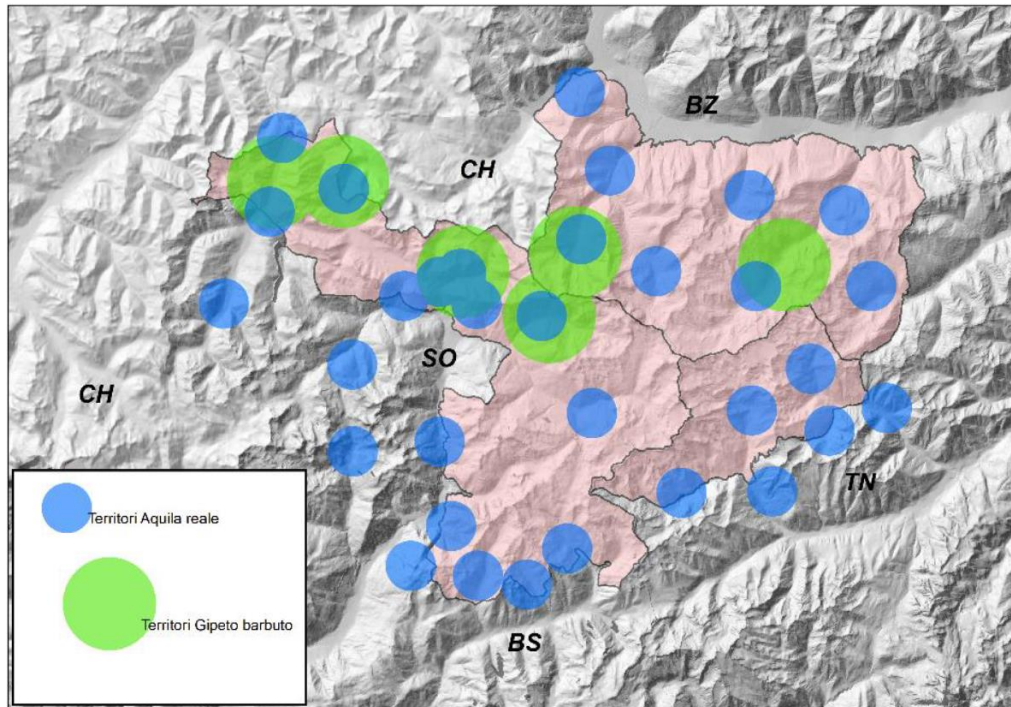 BZ
CH
SO
CH
TN
BS
Territori Aquila reale
Territori Gipeto barbuto